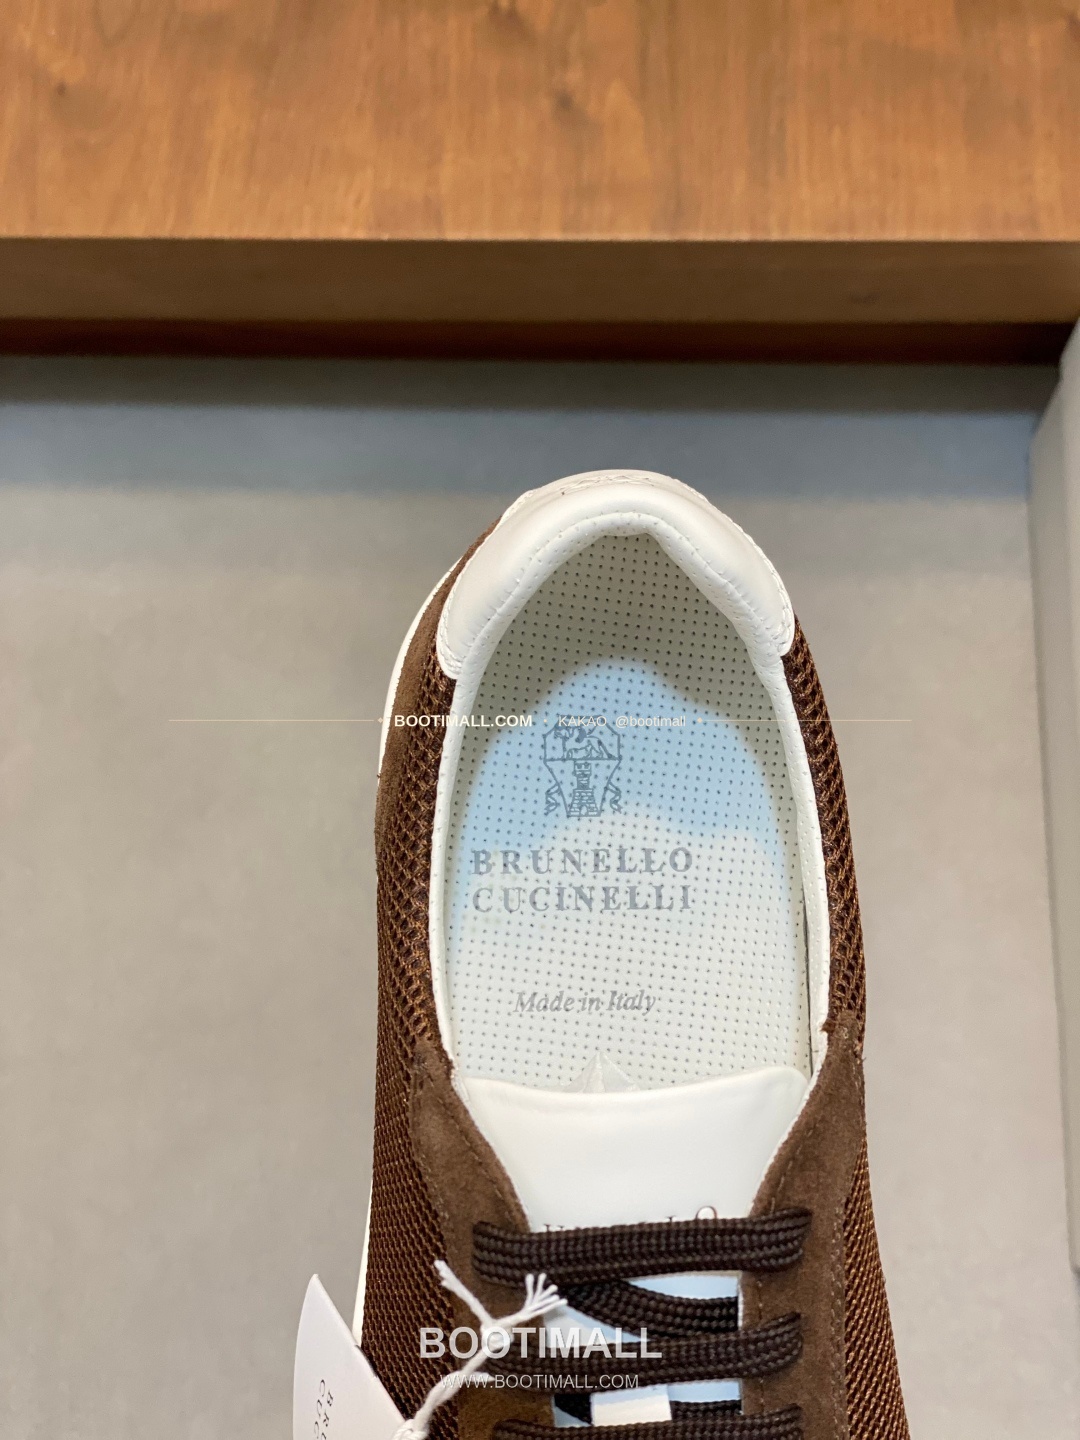 BOOTIMALL.COM • KAKAO @bootimall
BRUNELLO
CUCINELLI
Made in Italy
BOOTIMALL
WWW.BOOTIMALL.COM